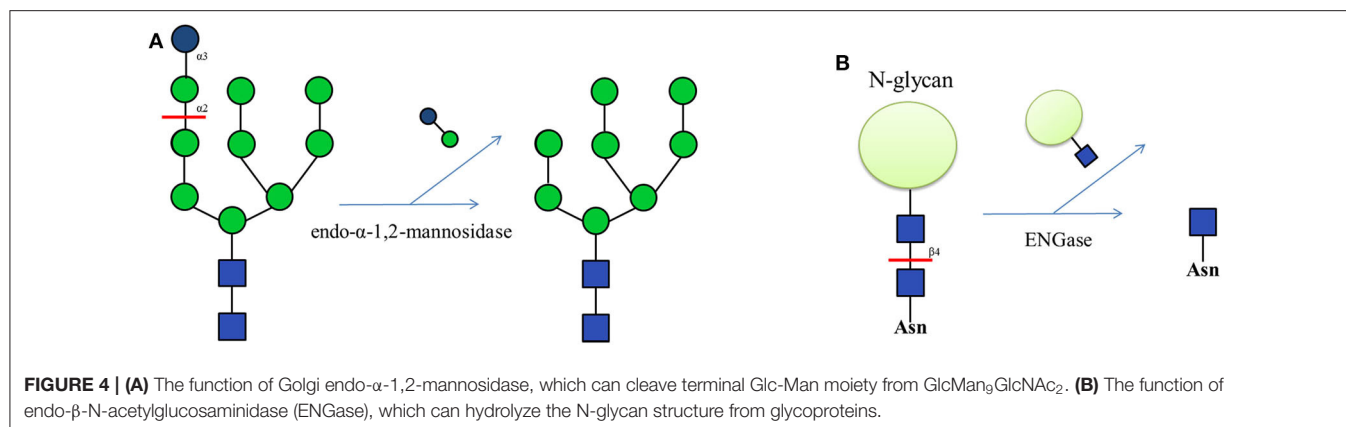 A
α3
α2
endo-α-1,2-mannosidase
B
N-glycan
β4
Asn
ENGase
Asn
FIGURE 4 | (A) The function of Golgi endo-α-1,2-mannosidase, which can cleave terminal Glc-Man moiety from GlcMan₉GlcNAc₂. (B) The function of
endo-β-N-acetylglucosaminidase (ENGase), which can hydrolyze the N-glycan structure from glycoproteins.